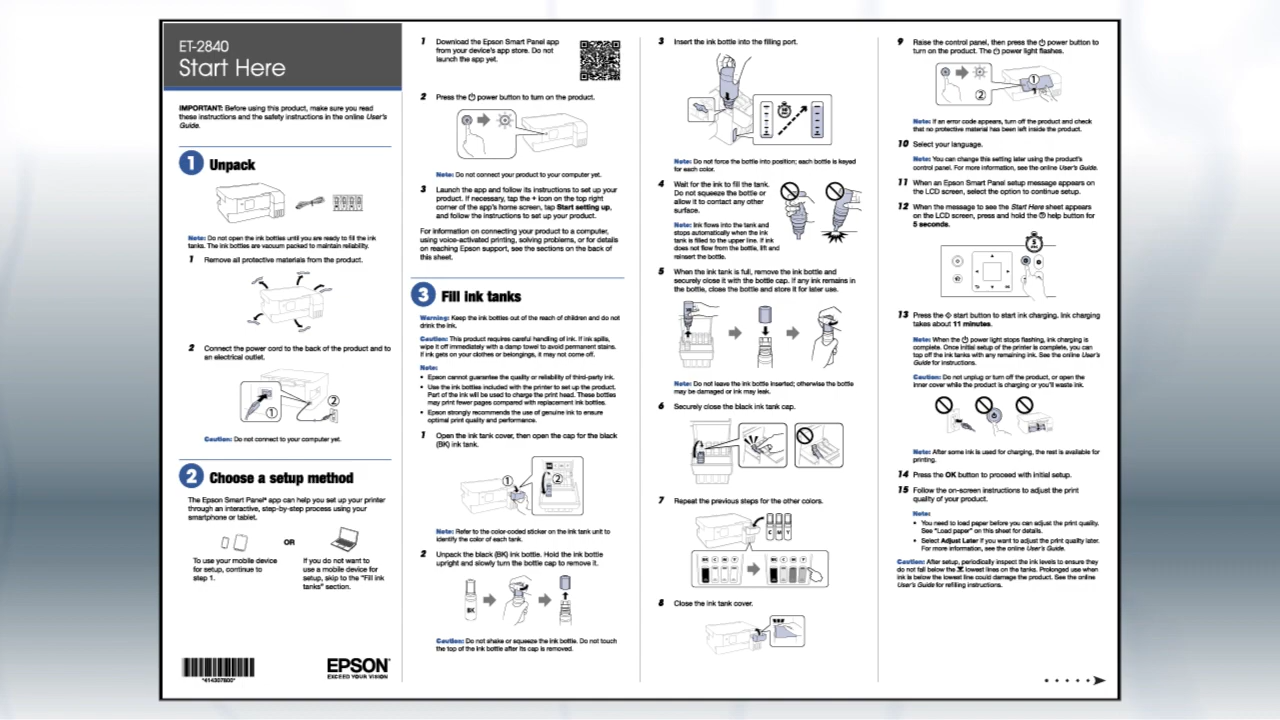 ET-2840
Start Here
IMPORTANT: Before using this product, make sure you read
these instructions and the safety instructions in the online User's
Guide.
1 Unpack
Note: Do not open the ink bottles until you are ready to fill the ink
tanks. The ink bottles are vacuum packed to maintain reliability.
1 Remove all protective materials from the product.
2 Connect the power cord to the back of the product and to
an electrical outlet.
1
2
Caution: Do not connect to your computer yet.
2 Choose a setup method
The Epson Smart Panel* app can help you set up your printer
through an interactive, step-by-step process using your
smartphone or tablet.
OR
To use your mobile device
for setup, continue to
step 1.
If you do not want to
use a mobile device for
setup, skip to the "Fill ink
tanks" section.
EPSON
EXCEED YOUR VISION
1 Download the Epson Smart Panel app
from your device's app store. Do not
launch the app yet.
2 Press the power button to turn on the product.
Note: Do not connect your product to your computer yet.
3 Launch the app and follow its instructions to set up your
product. If necessary, tap the + icon on the top right
corner of the app's home screen, tap Start setting up,
and follow the instructions to set up your product.
For information on connecting your product to a computer,
using voice-activated printing, solving problems, or for details
on reaching Epson support, see the sections on the back of
this sheet.
3 Fill ink tanks
Warning: Keep the ink bottles out of the reach of children and do not
drink the ink.
Caution: This product requires careful handling of ink. If ink spills,
wipe it off immediately with a damp towel to avoid permanent stains.
If ink gets on your clothes or belongings, it may not come off.
Note:
• Epson cannot guarantee the quality or reliability of third-party ink.
• Use the ink bottles included with the printer to set up the product.
Part of the ink will be used to charge the print head. These bottles
may print fewer pages compared with replacement ink bottles.
• Epson strongly recommends the use of genuine ink to ensure
optimal print quality and performance.
1 Open the ink tank cover, then open the cap for the black
(BK) ink tank.
1
2
Note: Refer to the color-coded sticker on the ink tank unit to
identify the color of each tank.
2 Unpack the black (BK) ink bottle. Hold the ink bottle
upright and slowly turn the bottle cap to remove it.
BK
Caution: Do not shake or squeeze the ink bottle. Do not touch
the top of the ink bottle after its cap is removed.
3 Insert the ink bottle into the filling port.
Note: Do not force the bottle into position; each bottle is keyed
for each color.
4 Wait for the ink to fill the tank.
Do not squeeze the bottle or
allow it to contact any other
surface.
Note: Ink flows into the tank and
stops automatically when the ink
tank is filled to the upper line. If ink
does not flow from the bottle, lift and
reinsert the bottle.
5 When the ink tank is full, remove the ink bottle and
securely close it with the bottle cap. If any ink remains in
the bottle, close the bottle and store it for later use.
Note: Do not leave the ink bottle inserted; otherwise the bottle
may be damaged or ink may leak.
6 Securely close the black ink tank cap.
7 Repeat the previous steps for the other colors.
C M Y
8 Close the ink tank cover.
9 Raise the control panel, then press the power button to
turn on the product. The power light flashes.
1
2
Note: If an error code appears, turn off the product and check
that no protective material has been left inside the product.
10 Select your language.
Note: You can change this setting later using the product's
control panel. For more information, see the online User's Guide.
11 When an Epson Smart Panel setup message appears on
the LCD screen, select the option to continue setup.
12 When the message to see the Start Here sheet appears
on the LCD screen, press and hold the help button for
5 seconds.
13 Press the start button to start ink charging. Ink charging
takes about 11 minutes.
Note: When the power light stops flashing, ink charging is
complete. Once initial setup of the printer is complete, you can
top off the ink tanks with any remaining ink. See the online User's
Guide for instructions.
Caution: Do not unplug or turn off the product, or open the
inner cover while the product is charging or you'll waste ink.
Note: After some ink is used for charging, the rest is available for
printing.
14 Press the OK button to proceed with initial setup.
15 Follow the on-screen instructions to adjust the print
quality of your product.
Note:
• You need to load paper before you can adjust the print quality.
See "Load paper" on this sheet for details.
• Select Adjust Later if you want to adjust the print quality later.
For more information, see the online User's Guide.
Caution: After setup, periodically inspect the ink levels to ensure they
do not fall below the lowest lines on the tanks. Prolonged use when
ink is below the lowest line could damage the product. See the online
User's Guide for refilling instructions.